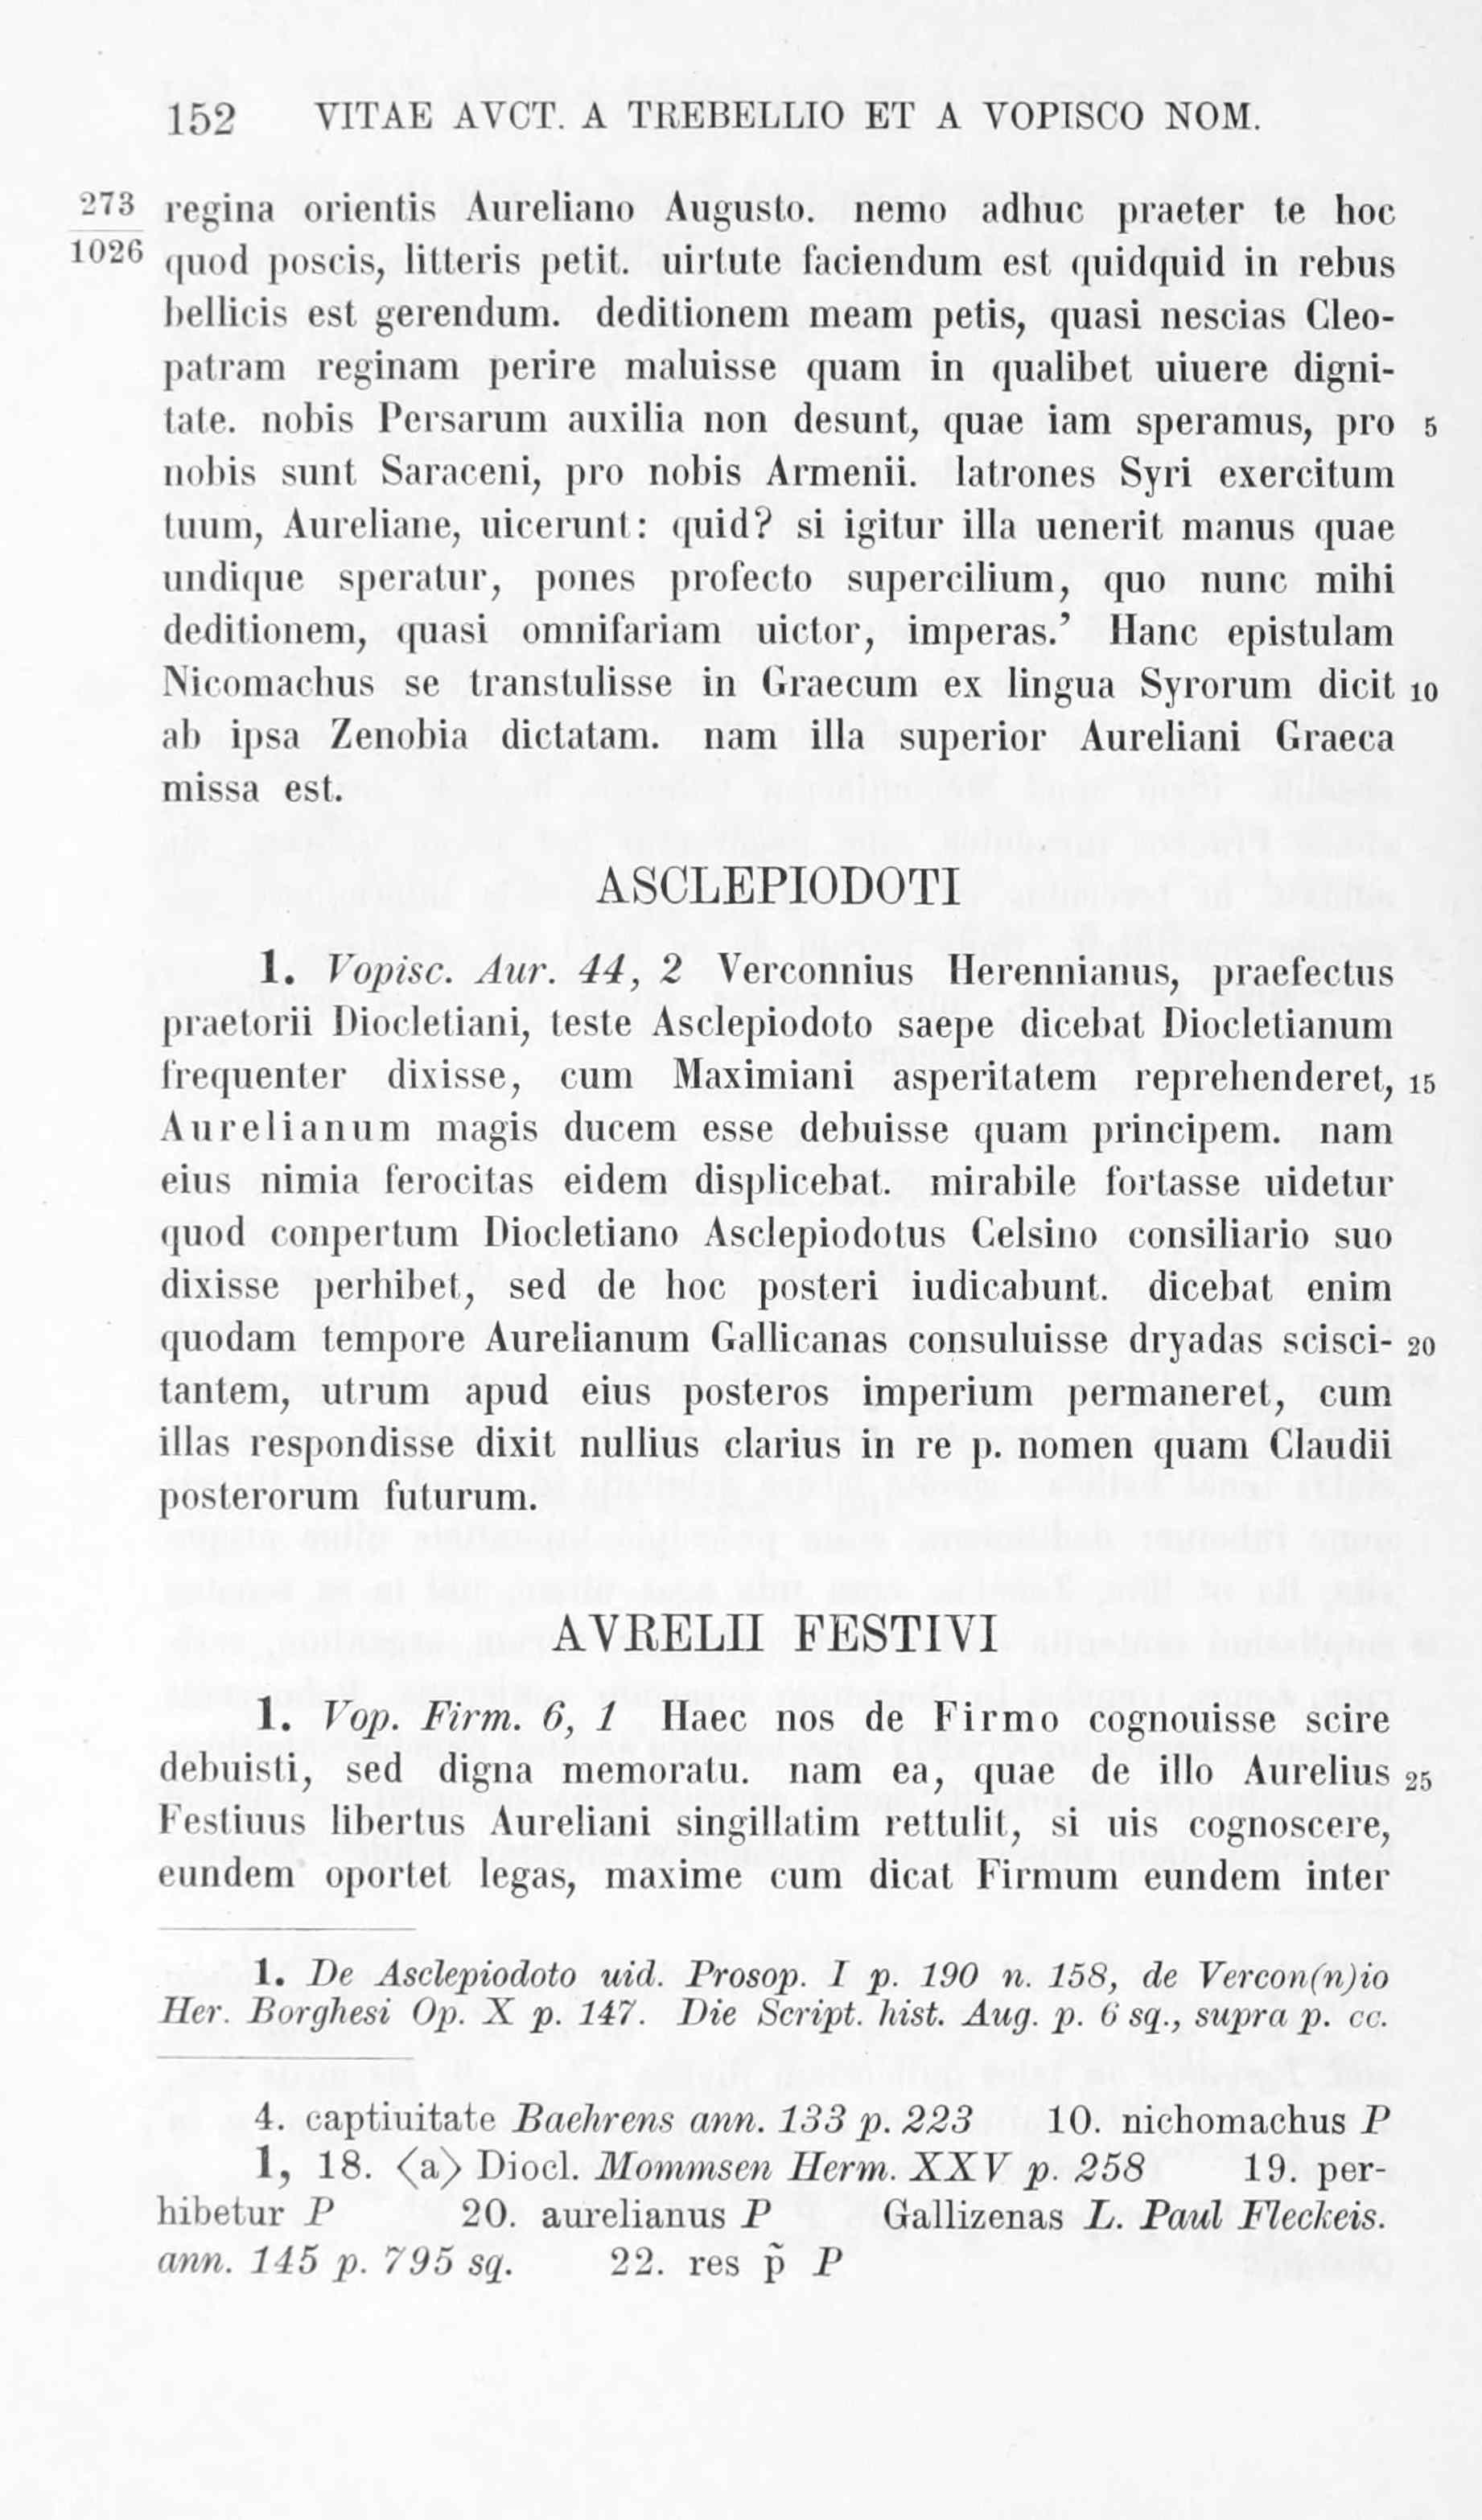 152 VITAE AVCT. A TREBELLIO ET A VOPISCO NOM.
273 regina orientis Aureliano Augusto. nemo adhuc praeter te hoc
1026 quod poscis, litteris petit. uirtute faciendum est quidquid in rebus
bellicis est gerendum. deditionem meam petis, quasi nescias Cleo-
patram reginam perire maluisse quam in qualibet uiuere digni-
tate. nobis Persarum auxilia non desunt, quae iam speramus, pro 5
nobis sunt Saraceni, pro nobis Armenii. latrones Syri exercitum
tuum, Aureliane, uicerunt: quid? si igitur illa uenerit manus quae
undique speratur, pones profecto supercilium, quo nunc mihi
deditionem, quasi omnifariam uictor, imperas.’ Hanc epistulam
Nicomachus se transtulisse in Graecum ex lingua Syrorum dicit 10
ab ipsa Zenobia dictatam. nam illa superior Aureliani Graeca
missa est.
ASCLEPIODOTI
1. Vopisc. Aur. 44, 2 Verconnius Herennianus, praefectus
praetorii Diocletiani, teste Asclepiodoto saepe dicebat Diocletianum
frequenter dixisse, cum Maximiani asperitatem reprehenderet, 15
Aurelianum magis ducem esse debuisse quam principem. nam
eius nimia ferocitas eidem displicebat. mirabile fortasse uidetur
quod conpertum Diocletiano Asclepiodotus Celsino consiliario suo
dixisse perhibet, sed de hoc posteri iudicabunt. dicebat enim
quodam tempore Aurelianum Gallicanas consuluisse dryadas scisci- 20
tantem, utrum apud eius posteros imperium permaneret, cum
illas respondisse dixit nullius clarius in re p. nomen quam Claudii
posterorum futurum.
AVRELII FESTIVI
1. Vop. Firm. 6, 1 Haec nos de Firmo cognouisse scire
debuisti, sed digna memoratu. nam ea, quae de illo Aurelius 25
Festiuus libertus Aureliani singillatim rettulit, si uis cognoscere,
eundem oportet legas, maxime cum dicat Firmum eundem inter
1. De Asclepiodoto uid. Prosop. I p. 190 n. 158, de Vercon(n)io
Her. Borghesi Op. X p. 147. Die Script. hist. Aug. p. 6 sq., supra p. cc.
4. captiuitate Baehrens ann. 133 p. 223 10. nichomachus P
1, 18. ⟨a⟩ Diocl. Mommsen Herm. XXV p. 258 19. per-
hibetur P 20. aurelianus P Gallizenas L. Paul Fleckeis.
ann. 145 p. 795 sq. 22. res p̃ P